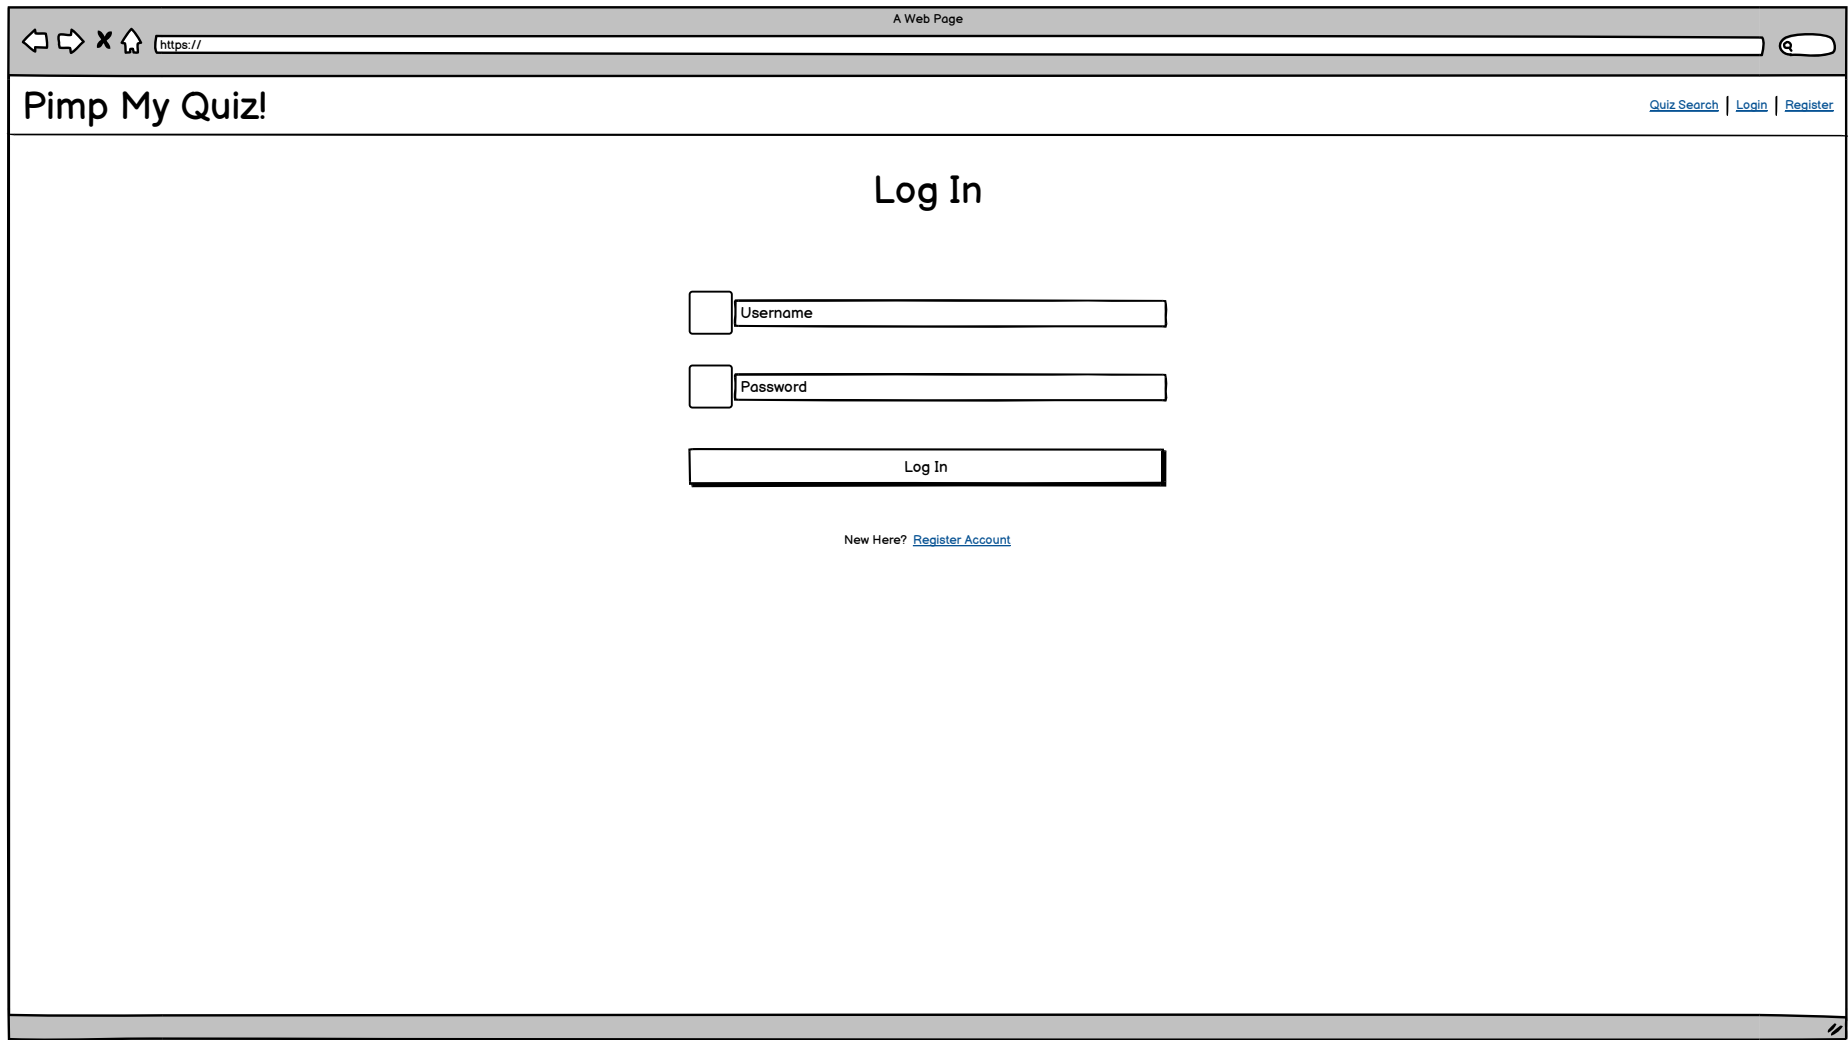 A Web Page
https://
Pimp My Quiz!
Quiz Search | Login | Register
Log In
Username
Password
Log In
New Here? Register Account